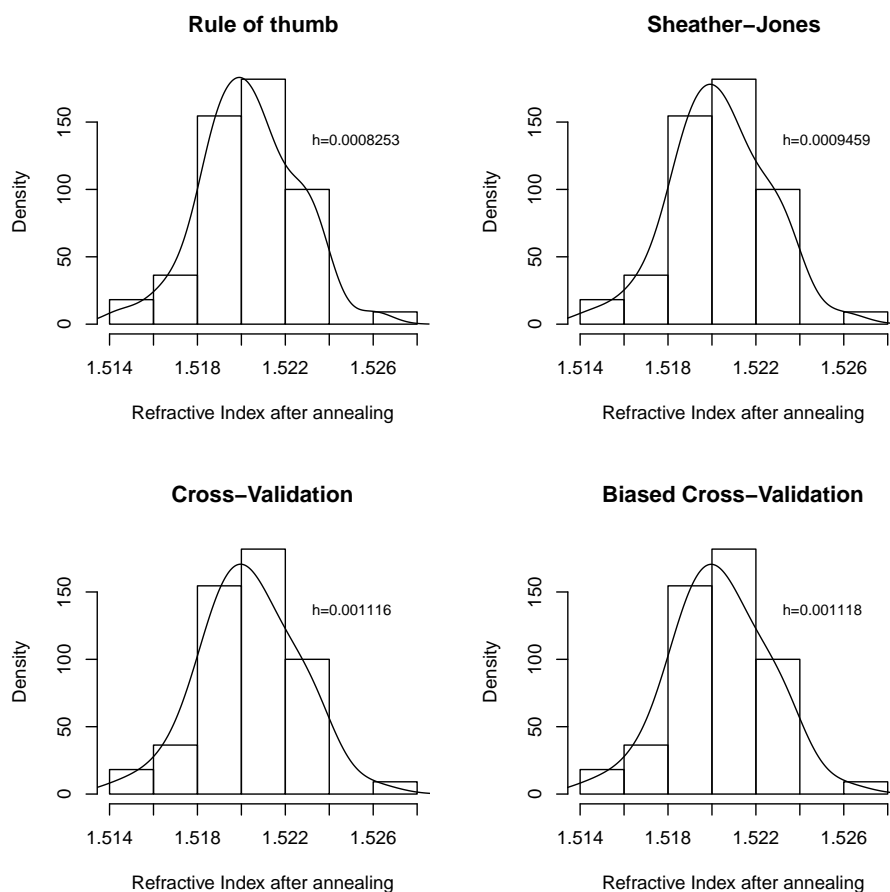 Rule of thumb
Density
150
100
50
0
h=0.0008253
1.514 1.518 1.522 1.526
Refractive Index after annealing
Sheather−Jones
Density
150
100
50
0
h=0.0009459
1.514 1.518 1.522 1.526
Refractive Index after annealing
Cross−Validation
Density
150
100
50
0
h=0.001116
1.514 1.518 1.522 1.526
Refractive Index after annealing
Biased Cross−Validation
Density
150
100
50
0
h=0.001118
1.514 1.518 1.522 1.526
Refractive Index after annealing